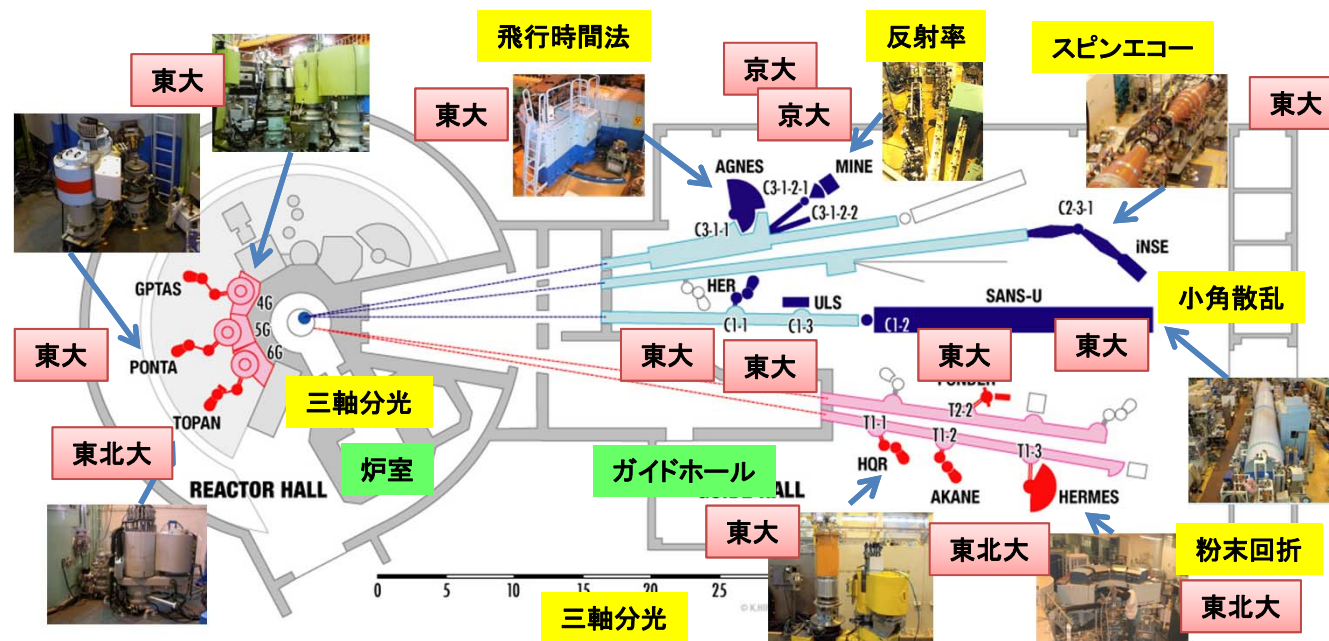 飛行時間法
反射率
スピンエコー
東大
京大
東大
京大
東大
AGNES
MINE
C3-1-2-1
C3-1-2-2
C3-1-1
C2-3-1
iNSE
HER
ULS
SANS-U
C1-1
C1-3
C1-2
小角散乱
GPTAS
4G
5G
6G
PONTA
TOPAN
東大
東大
東大
東大
東大
三軸分光
T2-2
T1-1
T1-2
T1-3
東北大
炉室
ガイドホール
REACTOR HALL
HQR
AKANE
HERMES
東大
東北大
粉末回折
東北大
0 5 10 15 20 25
三軸分光